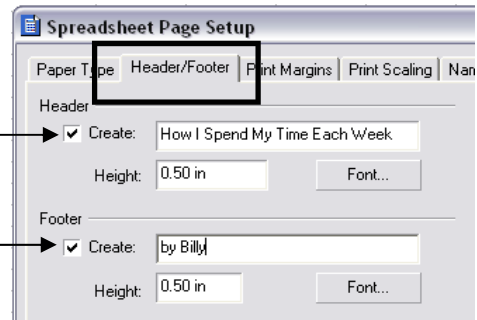 Spreadsheet Page Setup
Paper Type Header/Footer Print Margins Print Scaling Nan
Header
Create: How I Spend My Time Each Week
Height: 0.50 in Font...
Footer
Create: by Billy
Height: 0.50 in Font...